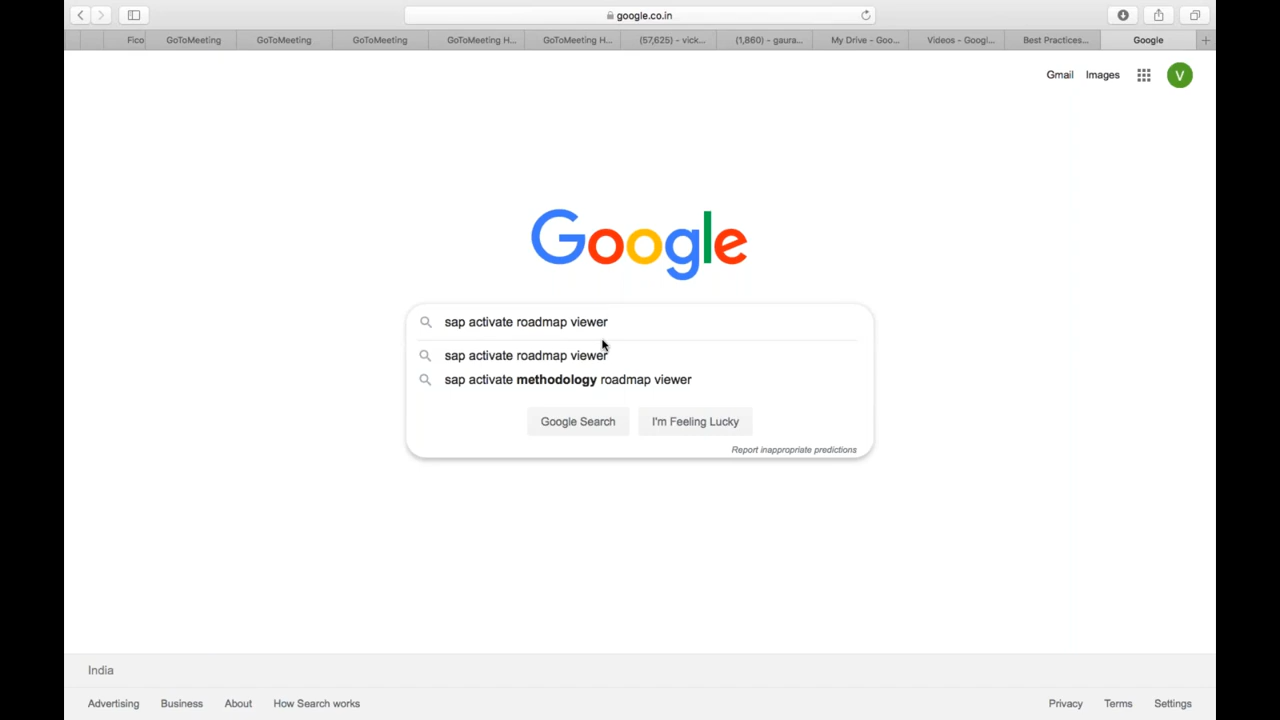 google.co.in
Fico
GoToMeeting
GoToMeeting
GoToMeeting
GoToMeeting H...
GoToMeeting H...
(57,625) - vick...
(1,860) - gaura...
My Drive - Goo...
Videos - Googl...
Best Practices...
Google
+
Gmail
Images
V
Google
sap activate roadmap viewer
sap activate roadmap viewer
sap activate methodology roadmap viewer
Google Search
I'm Feeling Lucky
Report inappropriate predictions
India
Advertising
Business
About
How Search works
Privacy
Terms
Settings